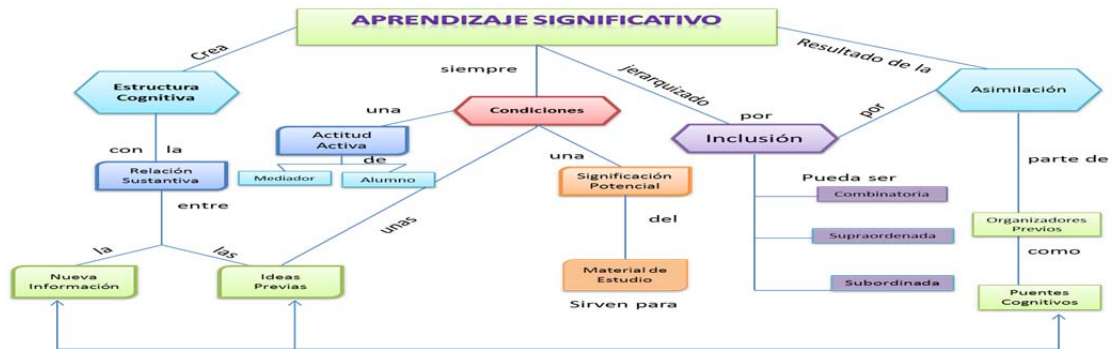 APRENDIZAJE SIGNIFICATIVO
Crea
siempre
jerarquizado
Resultado de la
Estructura
Cognitiva
una
Condiciones
por
por
Asimilación
Actitud
Activa
Inclusión
con la
de
una
parte de
Relación
Sustantiva
Mediador
Alumno
Significación
Potencial
Pueda ser
Combinatoria
entre
unas
del
Organizadores
Previos
Supraordenada
la
las
como
Nueva
Información
Ideas
Previas
Material de
Estudio
Subordinada
Puentes
Cognitivos
Sirven para